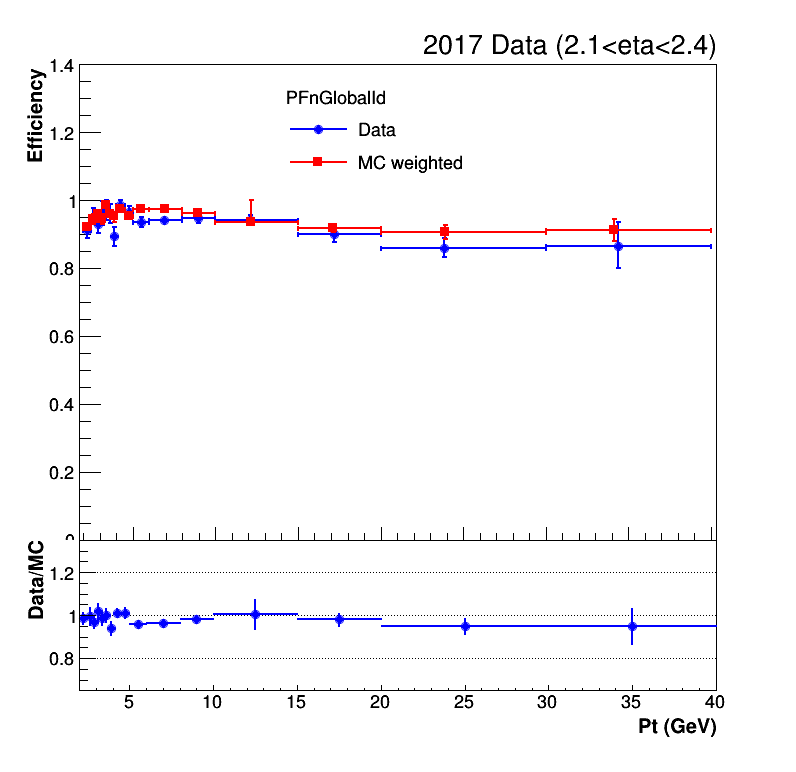 2017 Data (2.1<eta<2.4)
Efficiency
1.4
1.2
1
0.8
0.6
0.4
0.2
0
PFnGlobalId
Data
MC weighted
Data/MC
1.2
1
0.8
5 10 15 20 25 30 35 40
Pt (GeV)